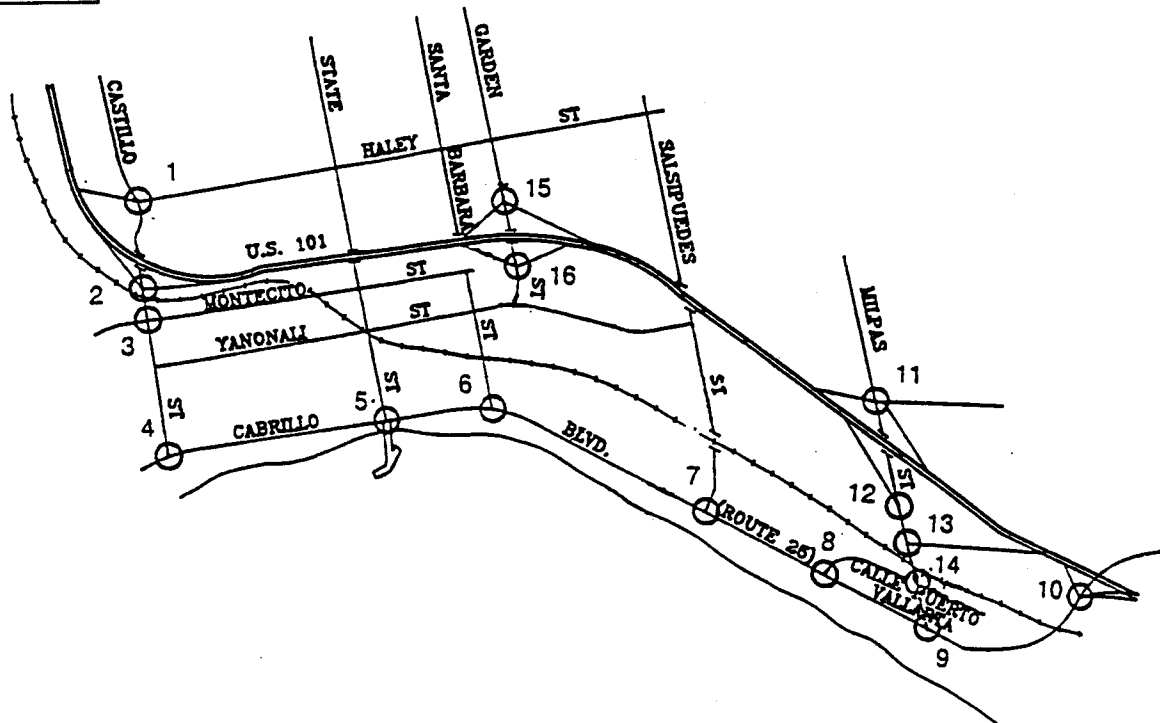 CASTILLO
STATE
SANTA
BARBARA
GARDEN
ST
HALEY
SALSIPUEDES
1
15
U.S. 101
ST
16
ST
2
MONTECITO.
3
YANONALI
ST
ST
MILPAS
11
ST
ST
6
5
ST
4
CABRILLO
BLVD.
7
(ROUTE 25)
ST
12
13
8
14
CALLE PUERTO
VALLARTA
10
9